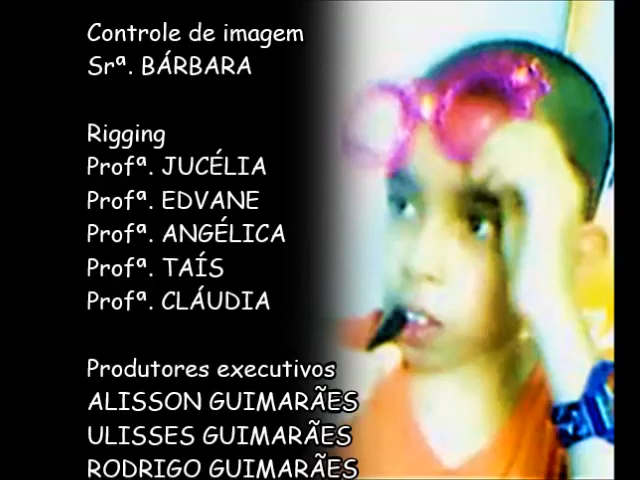 Controle de imagem
Srª. BÁRBARA
Rigging
Profª. JUCÉLIA
Profª. EDVANE
Profª. ANGÉLICA
Profª. TAÍS
Profª. CLÁUDIA
Produtores executivos
ALISSON GUIMARÃES
ULISSES GUIMARÃES
RODRIGO GUIMARÃES